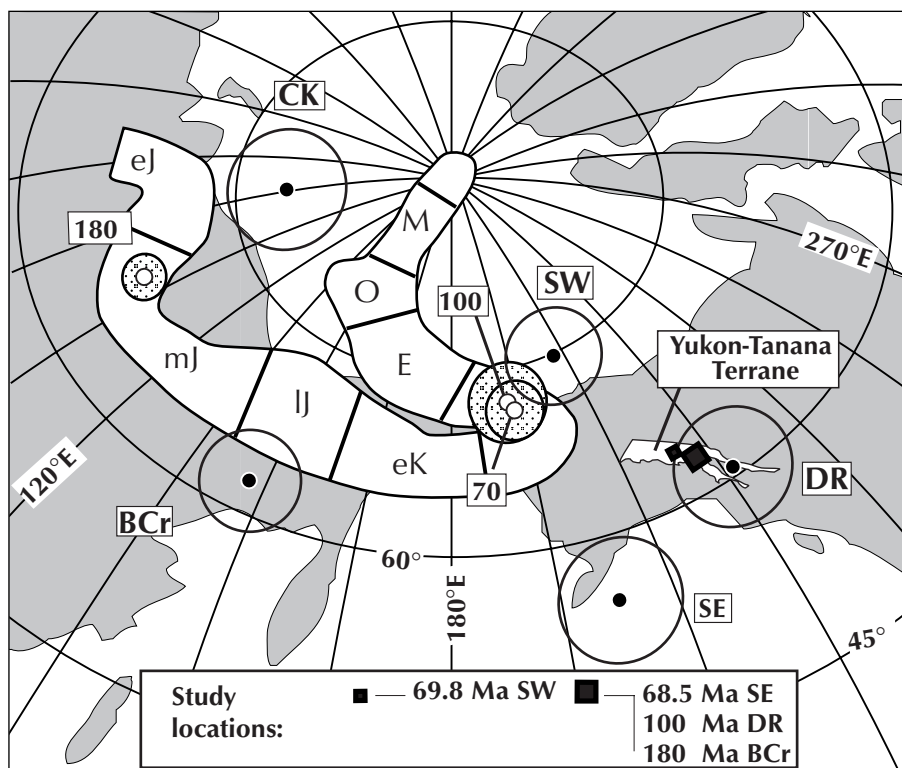 CK
eJ
180
M
270°E
O
SW
100
Yukon-Tanana
Terrane
mJ
E
lJ
eK
120°E
70
DR
BCr
60°
180°E
SE
45°
Study
locations:
69.8 Ma SW
68.5 Ma SE
100 Ma DR
180 Ma BCr